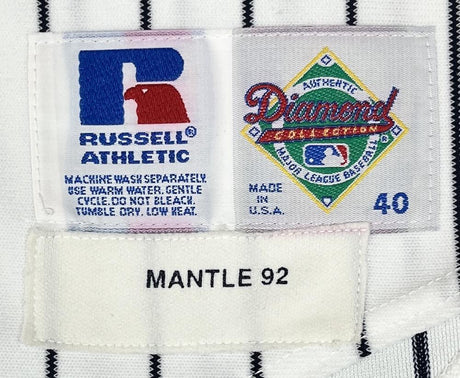 RUSSELL®
ATHLETIC
MACHINE WASH SEPARATELY.
USE WARM WATER. GENTLE
CYCLE. DO NOT BLEACH.
TUMBLE DRY. LOW HEAT.
AUTHENTIC
Diamond
COLLECTION®
MAJOR LEAGUE BASEBALL
MADE IN
U.S.A.
40
MANTLE 92